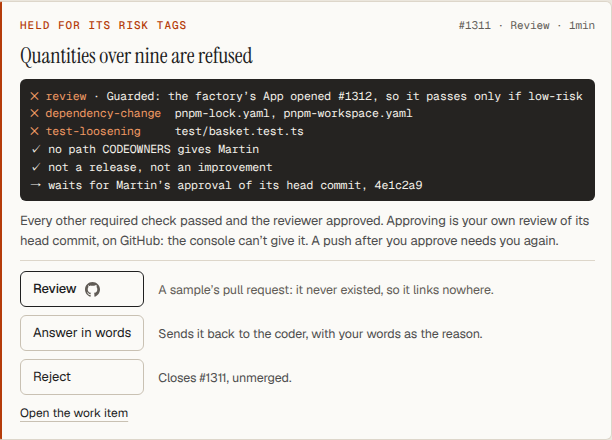 HELD FOR ITS RISK TAGS
#1311 · Review · 1min
Quantities over nine are refused
× review · Guarded: the factory's App opened #1312, so it passes only if low-risk
× dependency-change pnpm-lock.yaml, pnpm-workspace.yaml
× test-loosening test/basket.test.ts
✓ no path CODEOWNERS gives Martin
✓ not a release, not an improvement
→ waits for Martin's approval of its head commit, 4e1c2a9
Every other required check passed and the reviewer approved. Approving is your own review of its
head commit, on GitHub: the console can't give it. A push after you approve needs you again.
Review
A sample's pull request: it never existed, so it links nowhere.
Answer in words
Sends it back to the coder, with your words as the reason.
Reject
Closes #1311, unmerged.
Open the work item